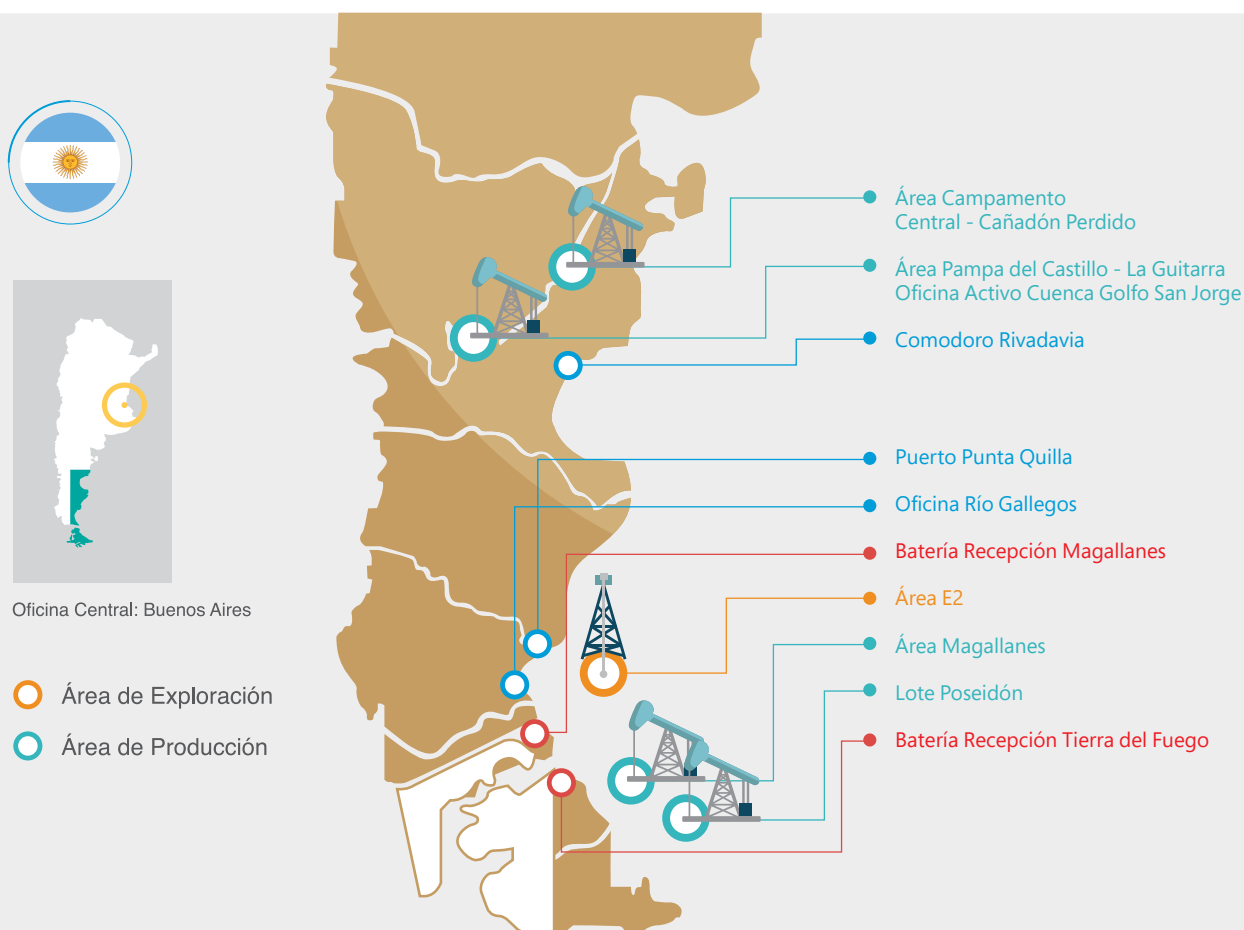 Área Campamento
Central - Cañadón Perdido
Área Pampa del Castillo - La Guitarra
Oficina Activo Cuenca Golfo San Jorge
Comodoro Rivadavia
Puerto Punta Quilla
Oficina Río Gallegos
Batería Recepción Magallanes
Área E2
Área Magallanes
Lote Poseidón
Batería Recepción Tierra del Fuego
Oficina Central: Buenos Aires
Área de Exploración
Área de Producción